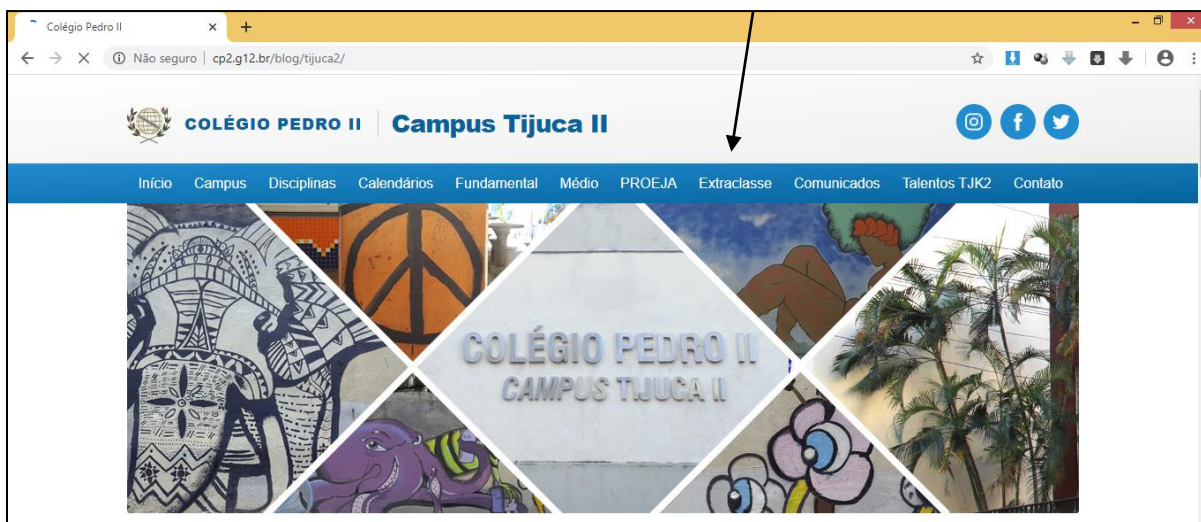 Colégio Pedro II
Não seguro | cp2.g12.br/blog/tijuca2/
COLÉGIO PEDRO II Campus Tijuca II
Início Campus Disciplinas Calendários Fundamental Médio PROEJA Extraclasse Comunicados Talentos TJK2 Contato
COLÉGIO PEDRO II
CAMPUS TIJUCA II